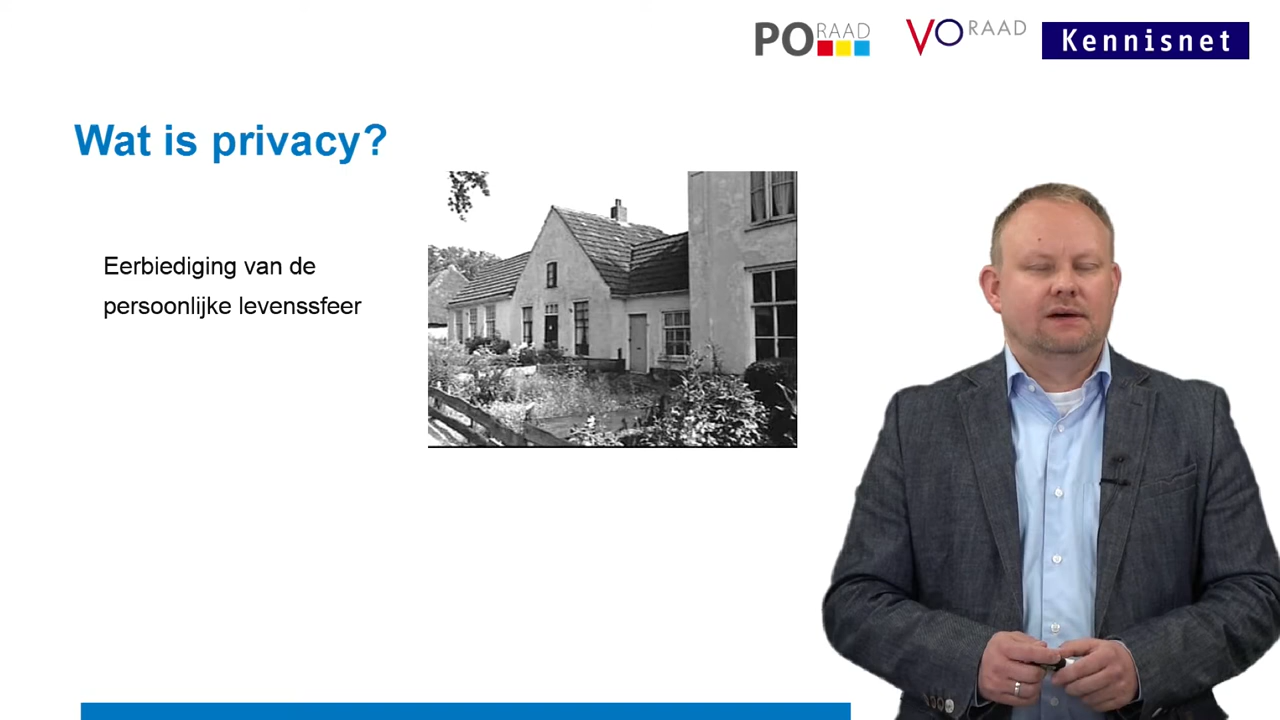 PO RAAD
VO RAAD
Kennisnet
Wat is privacy?
Eerbiediging van de
persoonlijke levenssfeer